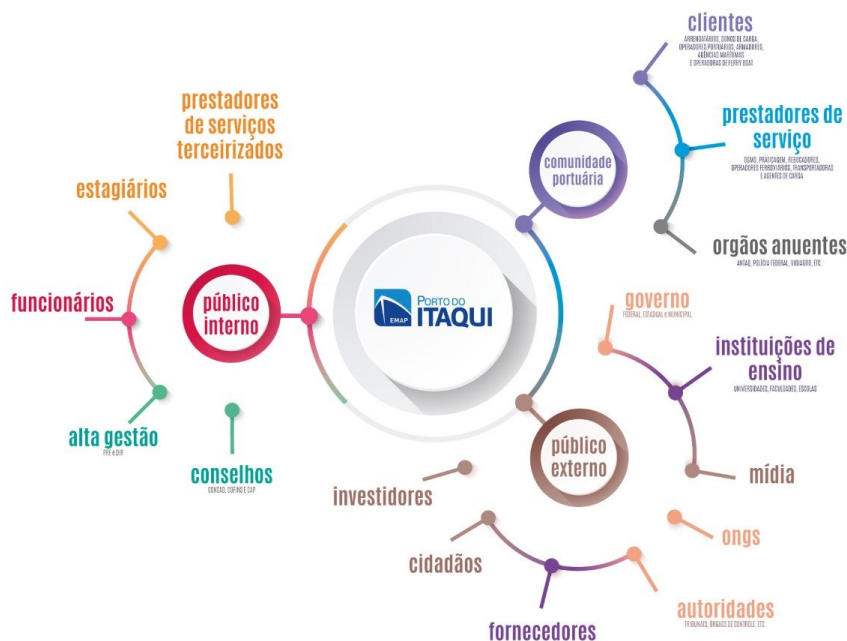 clientes
ARRENDATÁRIOS, DONOS DE CARGA,
OPERADORES PORTUÁRIOS, ARMADORES,
AGÊNCIAS MARÍTIMAS
E OPERADORAS DE FERRY BOAT
prestadores
de serviços
terceirizados
prestadores de
serviço
OGMO, PRATICAGEM, REBOCADORES,
OPERADORES FERROVIÁRIOS, TRANSPORTADORAS
E AGENTES DE CARGA
comunidade
portuária
estagiários
orgãos anuentes
ANTAQ, POLÍCIA FEDERAL, VIGIAGRO, ETC.
funcionários
público
interno
EMAP
PORTO DO
ITAQUI
governo
FEDERAL, ESTADUAL E MUNICIPAL
instituições de
ensino
UNIVERSIDADES, FACULDADES, ESCOLAS
alta gestão
PRE e DIR
conselhos
CONSAD, COFINS E CAP
público
externo
mídia
investidores
ongs
cidadãos
autoridades
TRIBUNAIS, ÓRGÃOS DE CONTROLE, ETC.
fornecedores